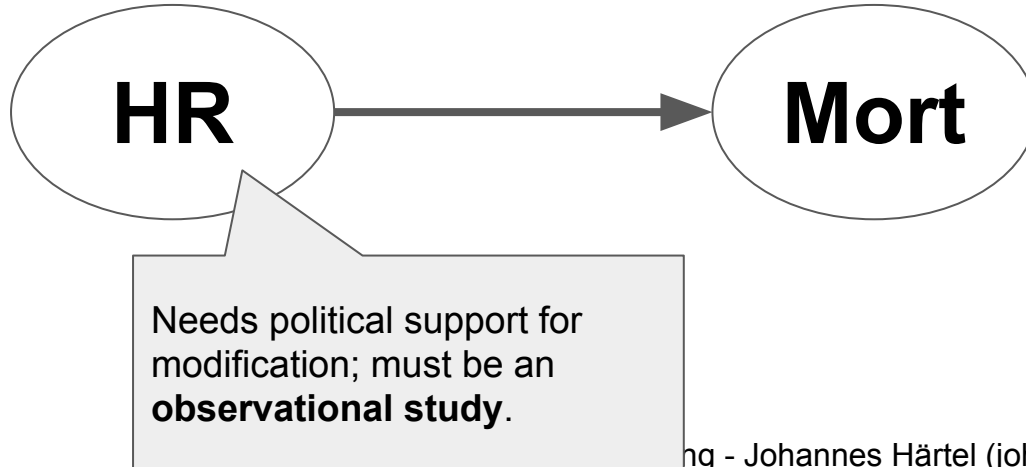 HR
Mort
Needs political support for
modification; must be an
observational study.
- Johannes Härtel